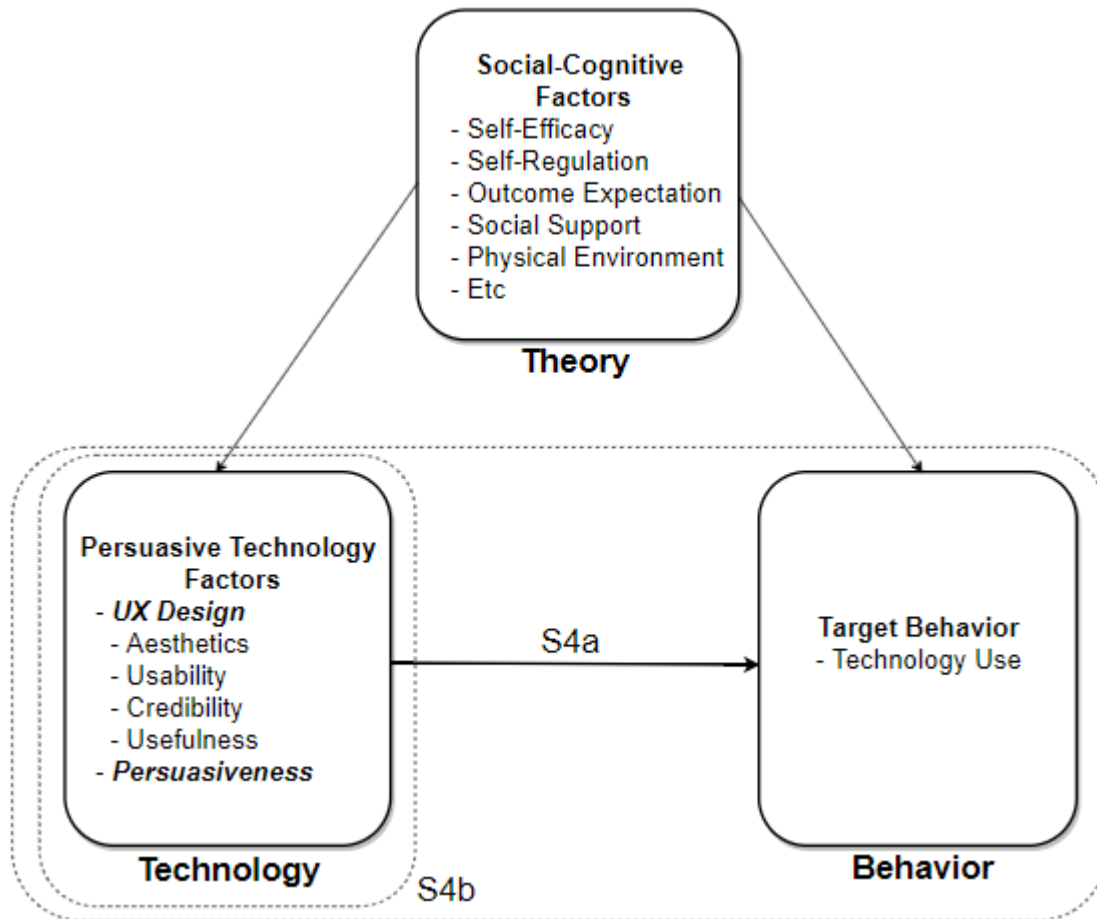 Social-Cognitive
Factors
- Self-Efficacy
- Self-Regulation
- Outcome Expectation
- Social Support
- Physical Environment
- Etc
Theory
Persuasive Technology
Factors
- UX Design
- Aesthetics
- Usability
- Credibility
- Usefulness
- Persuasiveness
Technology
S4a
S4b
Target Behavior
- Technology Use
Behavior